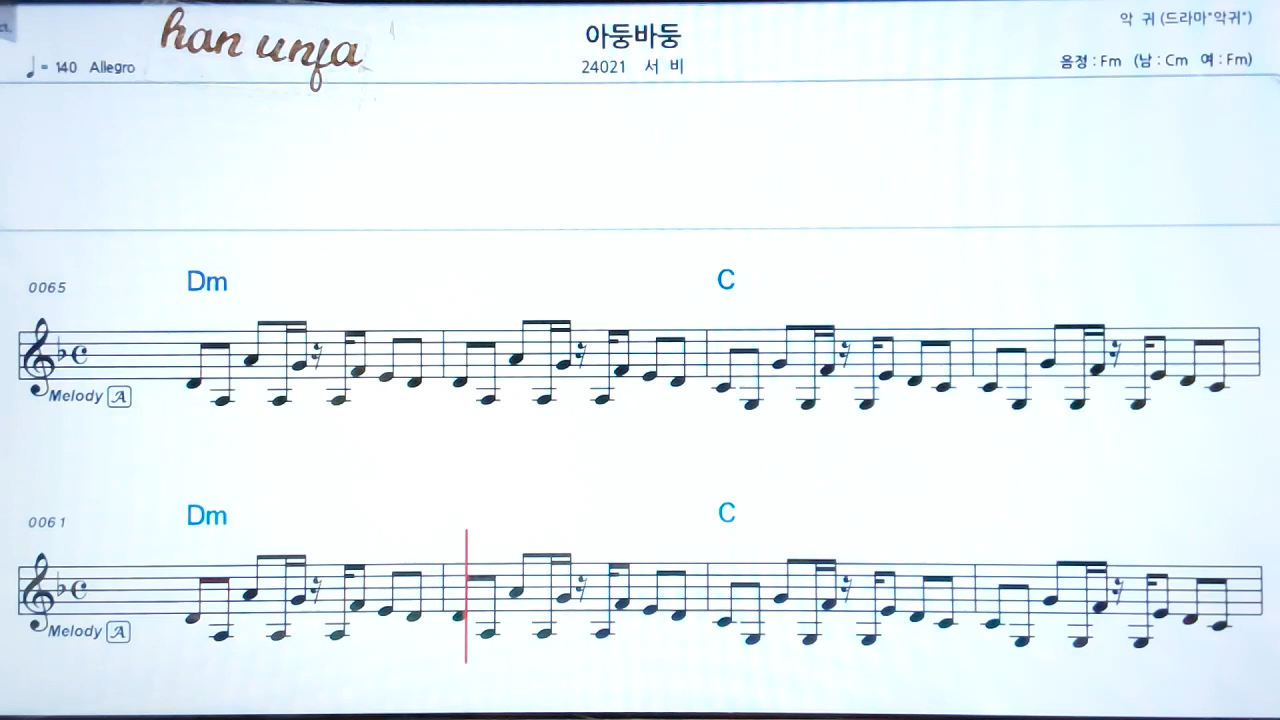 han unja
♩= 140 Allegro
아둥바둥
24021 서 비
악 귀 (드라마"악귀")
음정 : Fm (남 : Cm 여 : Fm)
0065
Dm
C
Melody A
0061
Dm
C
Melody A